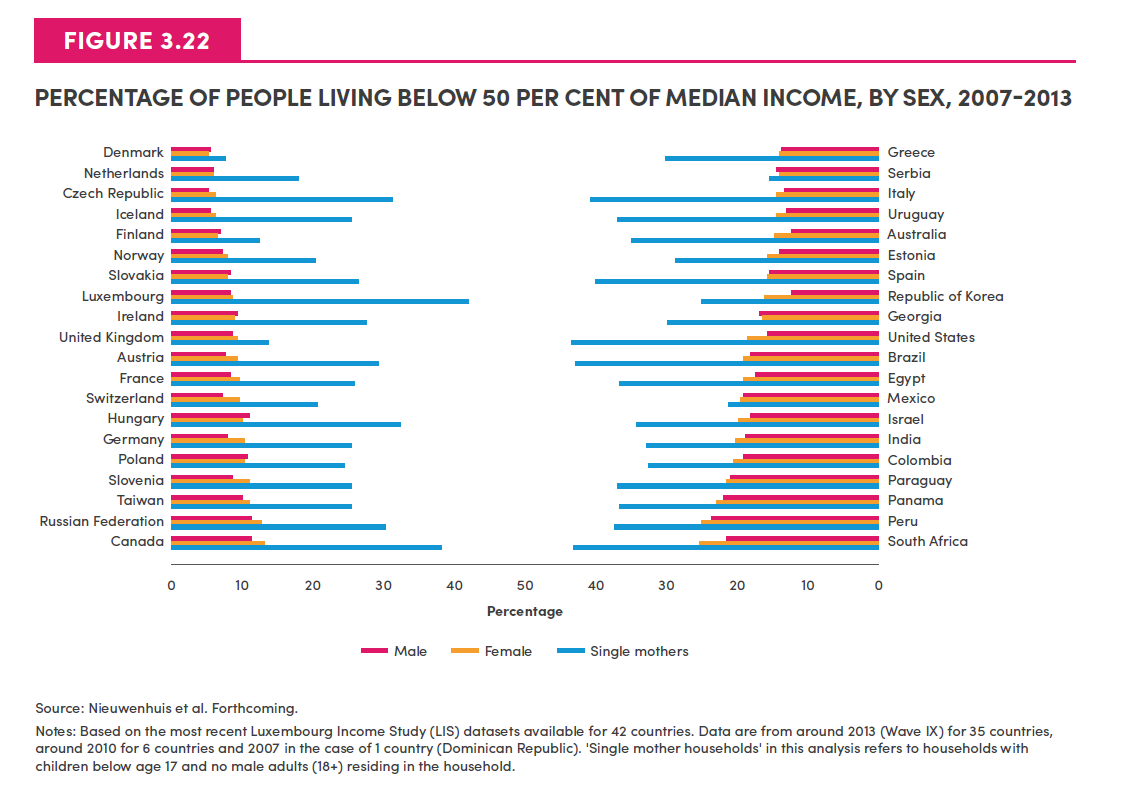 FIGURE 3.22
PERCENTAGE OF PEOPLE LIVING BELOW 50 PER CENT OF MEDIAN INCOME, BY SEX, 2007-2013
Denmark
Netherlands
Czech Republic
Iceland
Finland
Norway
Slovakia
Luxembourg
Ireland
United Kingdom
Austria
France
Switzerland
Hungary
Germany
Poland
Slovenia
Taiwan
Russian Federation
Canada
Greece
Serbia
Italy
Uruguay
Australia
Estonia
Spain
Republic of Korea
Georgia
United States
Brazil
Egypt
Mexico
Israel
India
Colombia
Paraguay
Panama
Peru
South Africa
0 10 20 30 40 50 40 30 20 10 0
Percentage
Male Female Single mothers
Source: Nieuwenhuis et al. Forthcoming.
Notes: Based on the most recent Luxembourg Income Study (LIS) datasets available for 42 countries. Data are from around 2013 (Wave IX) for 35 countries,
around 2010 for 6 countries and 2007 in the case of 1 country (Dominican Republic). 'Single mother households' in this analysis refers to households with
children below age 17 and no male adults (18+) residing in the household.